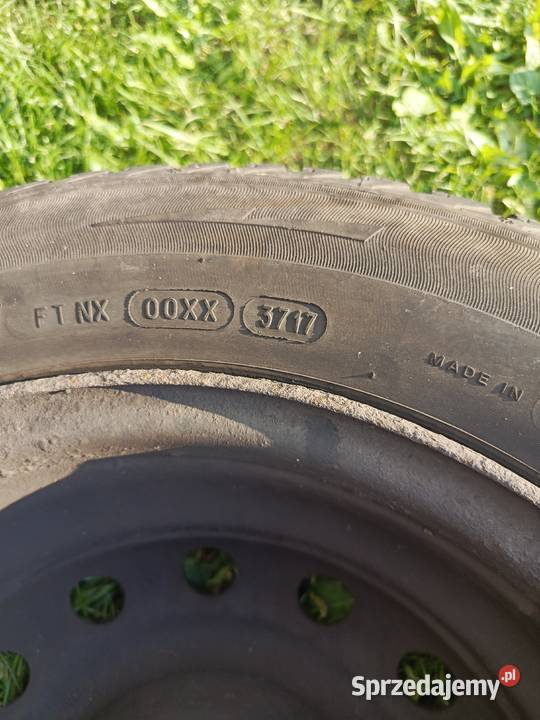 FT NX 00XX 3717
MADE IN
Sprzedajemy.pl